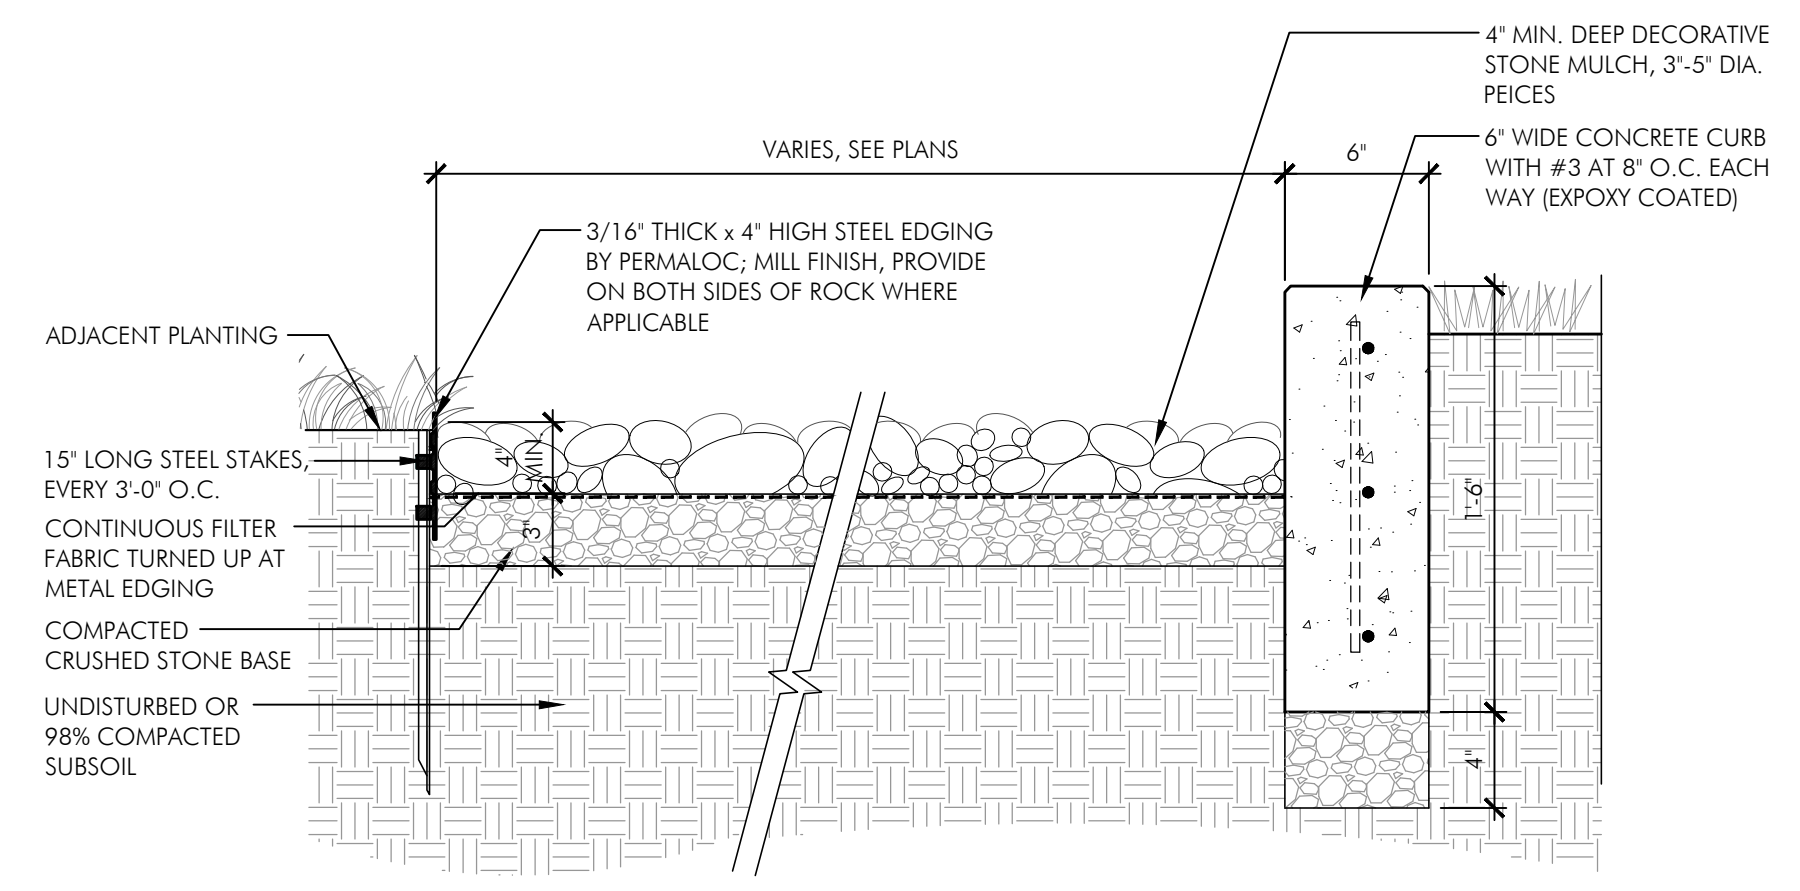 4" MIN. DEEP DECORATIVE
STONE MULCH, 3"-5" DIA.
PEICES
VARIES, SEE PLANS
6"
6" WIDE CONCRETE CURB
WITH #3 AT 8" O.C. EACH
WAY (EXPOXY COATED)
3/16" THICK x 4" HIGH STEEL EDGING
BY PERMALOC; MILL FINISH, PROVIDE
ON BOTH SIDES OF ROCK WHERE
APPLICABLE
ADJACENT PLANTING
15" LONG STEEL STAKES,
EVERY 3'-0" O.C.
CONTINUOUS FILTER
FABRIC TURNED UP AT
METAL EDGING
COMPACTED
CRUSHED STONE BASE
UNDISTURBED OR
98% COMPACTED
SUBSOIL
4"
MIN.
3"
1'-6"
4"